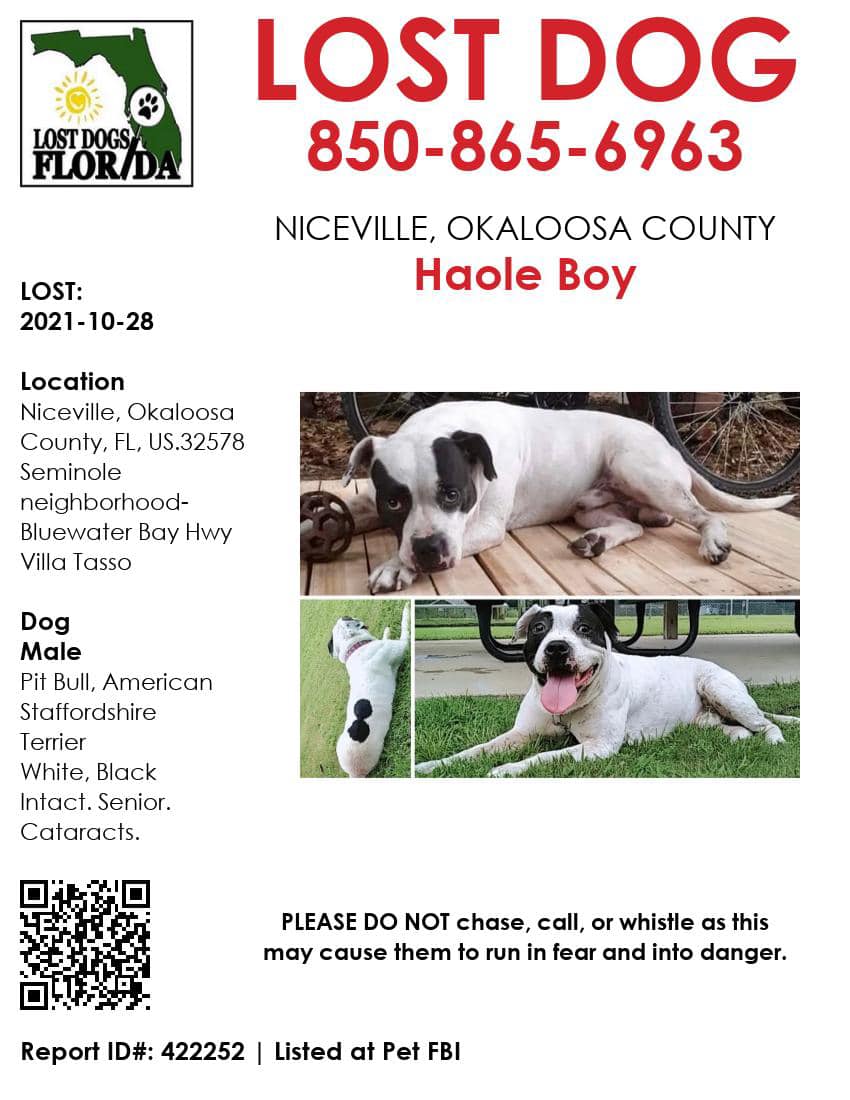 LOST DOGS
FLORIDA
LOST DOG
850-865-6963
NICEVILLE, OKALOOSA COUNTY
Haole Boy
LOST:
2021-10-28
Location
Niceville, Okaloosa
County, FL, US.32578
Seminole
neighborhood-
Bluewater Bay Hwy
Villa Tasso
Dog
Male
Pit Bull, American
Staffordshire
Terrier
White, Black
Intact. Senior.
Cataracts.
PLEASE DO NOT chase, call, or whistle as this
may cause them to run in fear and into danger.
Report ID#: 422252 | Listed at Pet FBI